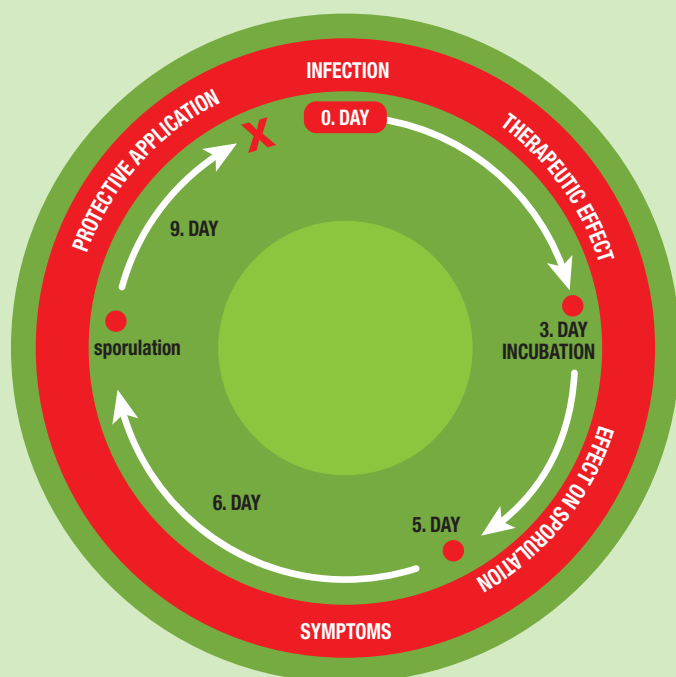 INFECTION
0. DAY
THERAPEUTIC EFFECT
3. DAY
INCUBATION
EFFECT ON SPORULATION
5. DAY
SYMPTOMS
6. DAY
sporulation
9. DAY
PROTECTIVE APPLICATION
X